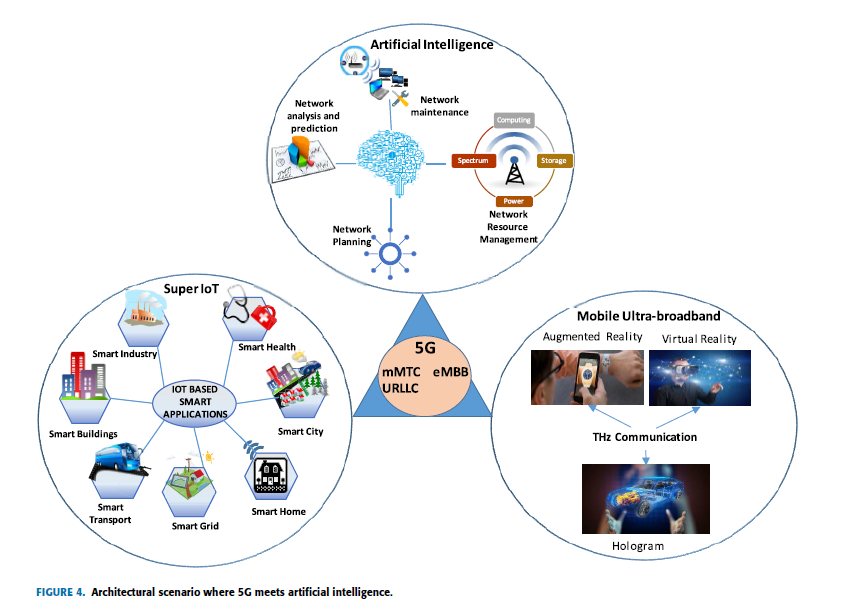 Artificial Intelligence
Network
maintenance
Network
analysis and
prediction
Computing
Spectrum
Storage
Power
Network
Resource
Management
Network
Planning
Super IoT
Smart Industry
Smart Health
IOT BASED
SMART
APPLICATIONS
Smart Buildings
Smart City
Smart
Transport
Smart Grid
Smart Home
5G
mMTC eMBB
URLLC
Mobile Ultra-broadband
Augmented Reality
Virtual Reality
THz Communication
Hologram
FIGURE 4. Architectural scenario where 5G meets artificial intelligence.